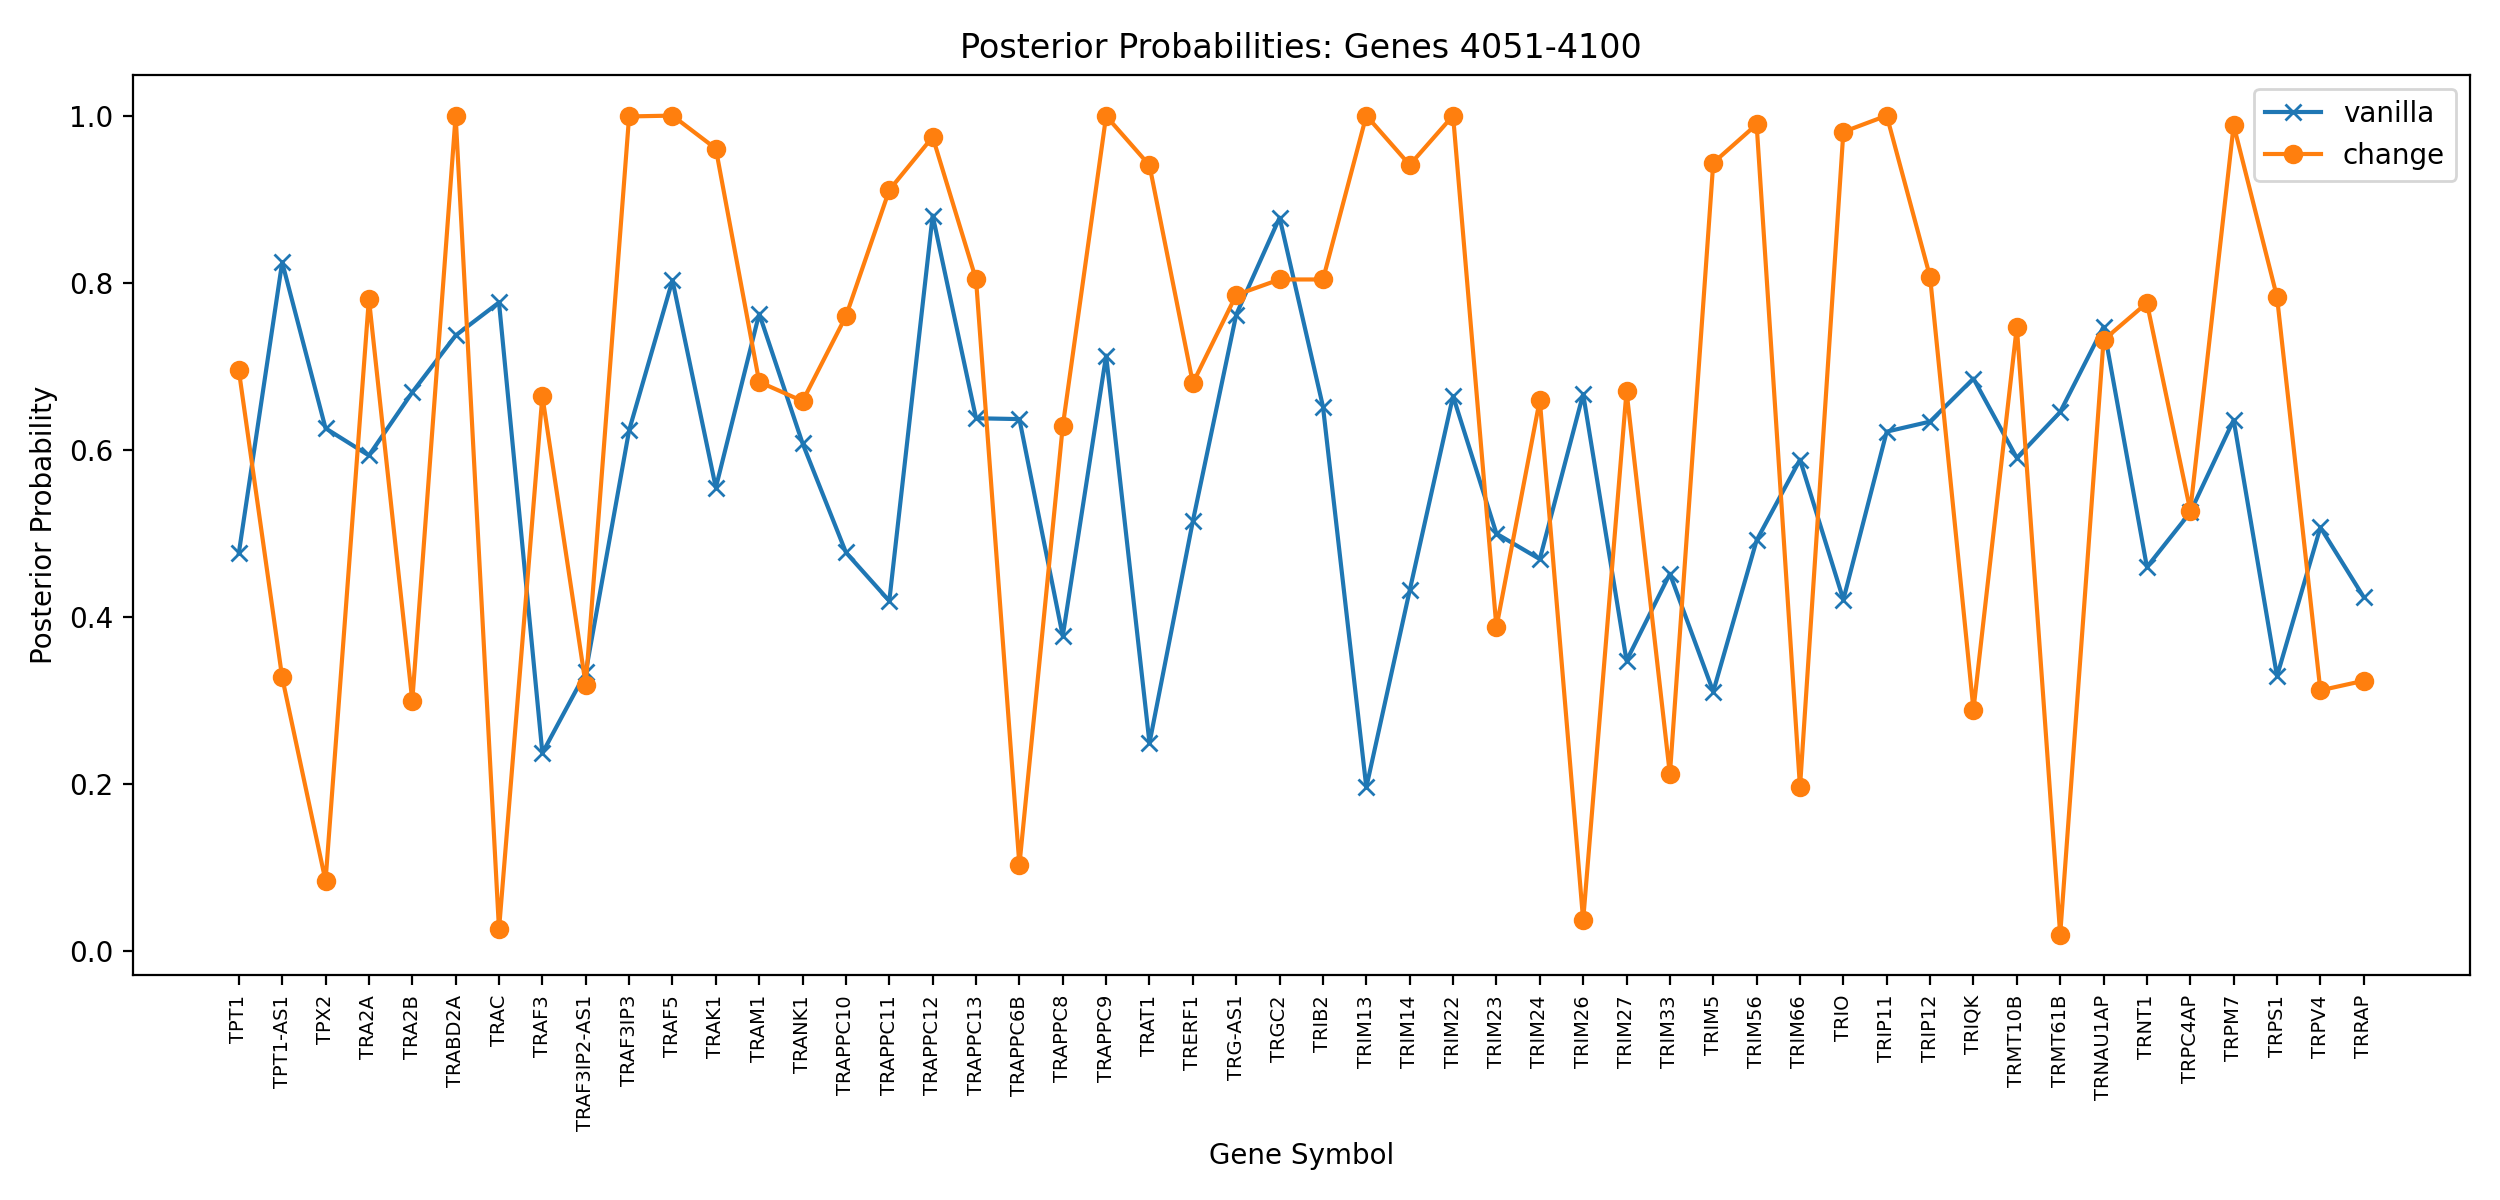 Posterior Probabilities: Genes 4051-4100
vanilla
change
Posterior Probability
1.0
0.8
0.6
0.4
0.2
0.0
TPT1
TPT1-AS1
TPX2
TRA2A
TRA2B
TRABD2A
TRAC
TRAF3
TRAF3IP2-AS1
TRAF3IP3
TRAF5
TRAK1
TRAM1
TRANK1
TRAPPC10
TRAPPC11
TRAPPC12
TRAPPC13
TRAPPC6B
TRAPPC8
TRAPPC9
TRAT1
TRERF1
TRG-AS1
TRGC2
TRIB2
TRIM13
TRIM14
TRIM22
TRIM23
TRIM24
TRIM26
TRIM27
TRIM33
TRIM5
TRIM56
TRIM66
TRIO
TRIP11
TRIP12
TRIQK
TRMT10B
TRMT61B
TRNAU1AP
TRNT1
TRPC4AP
TRPM7
TRPS1
TRPV4
TRRAP
Gene Symbol